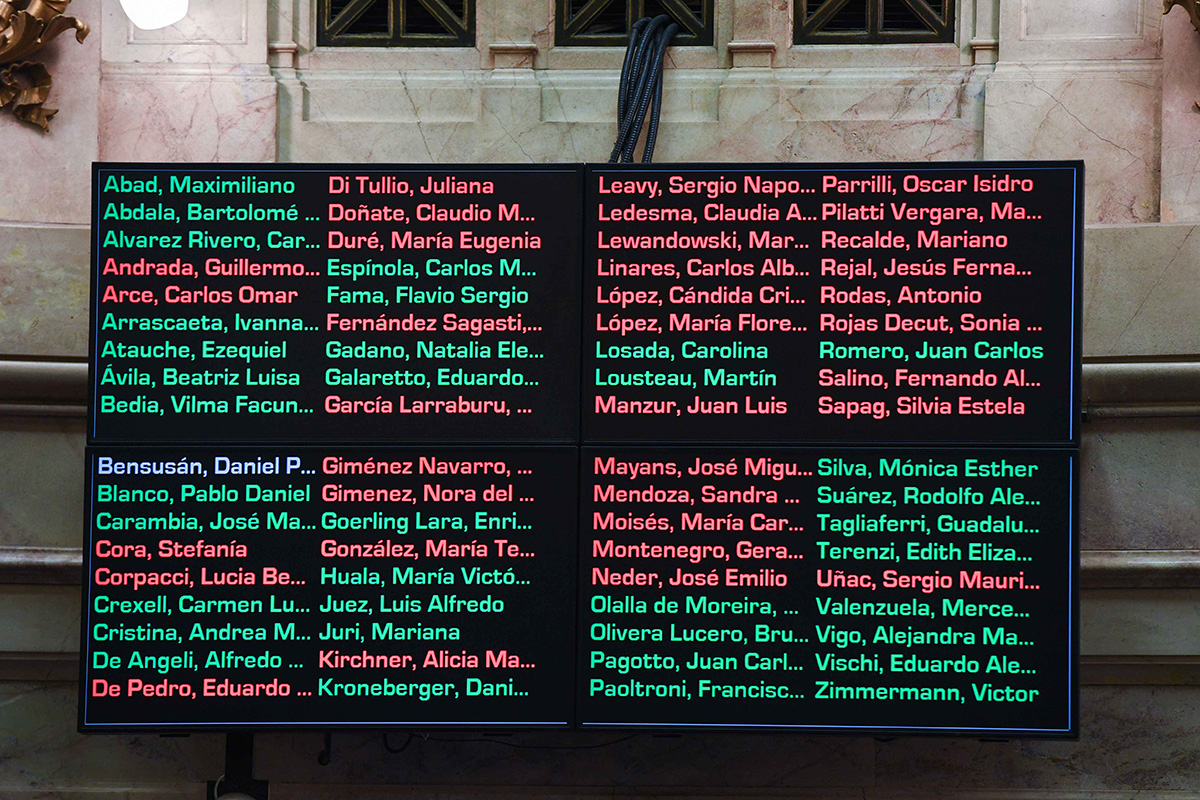 Abad, Maximiliano
Abdala, Bartolomé ...
Alvarez Rivero, Car...
Andrada, Guillermo...
Arce, Carlos Omar
Arrascaeta, Ivanna...
Atauche, Ezequiel
Ávila, Beatriz Luisa
Bedia, Vilma Facun...
Di Tullio, Juliana
Doñate, Claudio M...
Duré, María Eugenia
Espínola, Carlos M...
Fama, Flavio Sergio
Fernández Sagasti,...
Gadano, Natalia Ele...
Galaretto, Eduardo...
García Larraburu, ...
Leavy, Sergio Napo...
Ledesma, Claudia A...
Lewandowski, Mar...
Linares, Carlos Alb...
López, Cándida Cri...
López, María Flore...
Losada, Carolina
Lousteau, Martín
Manzur, Juan Luis
Parrilli, Oscar Isidro
Pilatti Vergara, Ma...
Recalde, Mariano
Rejal, Jesús Ferna...
Rodas, Antonio
Rojas Decut, Sonia ...
Romero, Juan Carlos
Salino, Fernando Al...
Sapag, Silvia Estela
Bensusán, Daniel P...
Blanco, Pablo Daniel
Carambia, José Ma...
Cora, Stefanía
Corpacci, Lucia Be...
Crexell, Carmen Lu...
Cristina, Andrea M...
De Angeli, Alfredo ...
De Pedro, Eduardo ...
Giménez Navarro, ...
Gimenez, Nora del ...
Goerling Lara, Enri...
González, María Te...
Huala, María Victó...
Juez, Luis Alfredo
Juri, Mariana
Kirchner, Alicia Ma...
Kroneberger, Dani...
Mayans, José Migu...
Mendoza, Sandra ...
Moisés, María Car...
Montenegro, Gera...
Neder, José Emilio
Olalla de Moreira, ...
Olivera Lucero, Bru...
Pagotto, Juan Carl...
Paoltroni, Francisc...
Silva, Mónica Esther
Suárez, Rodolfo Ale...
Tagliaferri, Guadalu...
Terenzi, Edith Eliza...
Uñac, Sergio Mauri...
Valenzuela, Merce...
Vigo, Alejandra Ma...
Vischi, Eduardo Ale...
Zimmermann, Victor